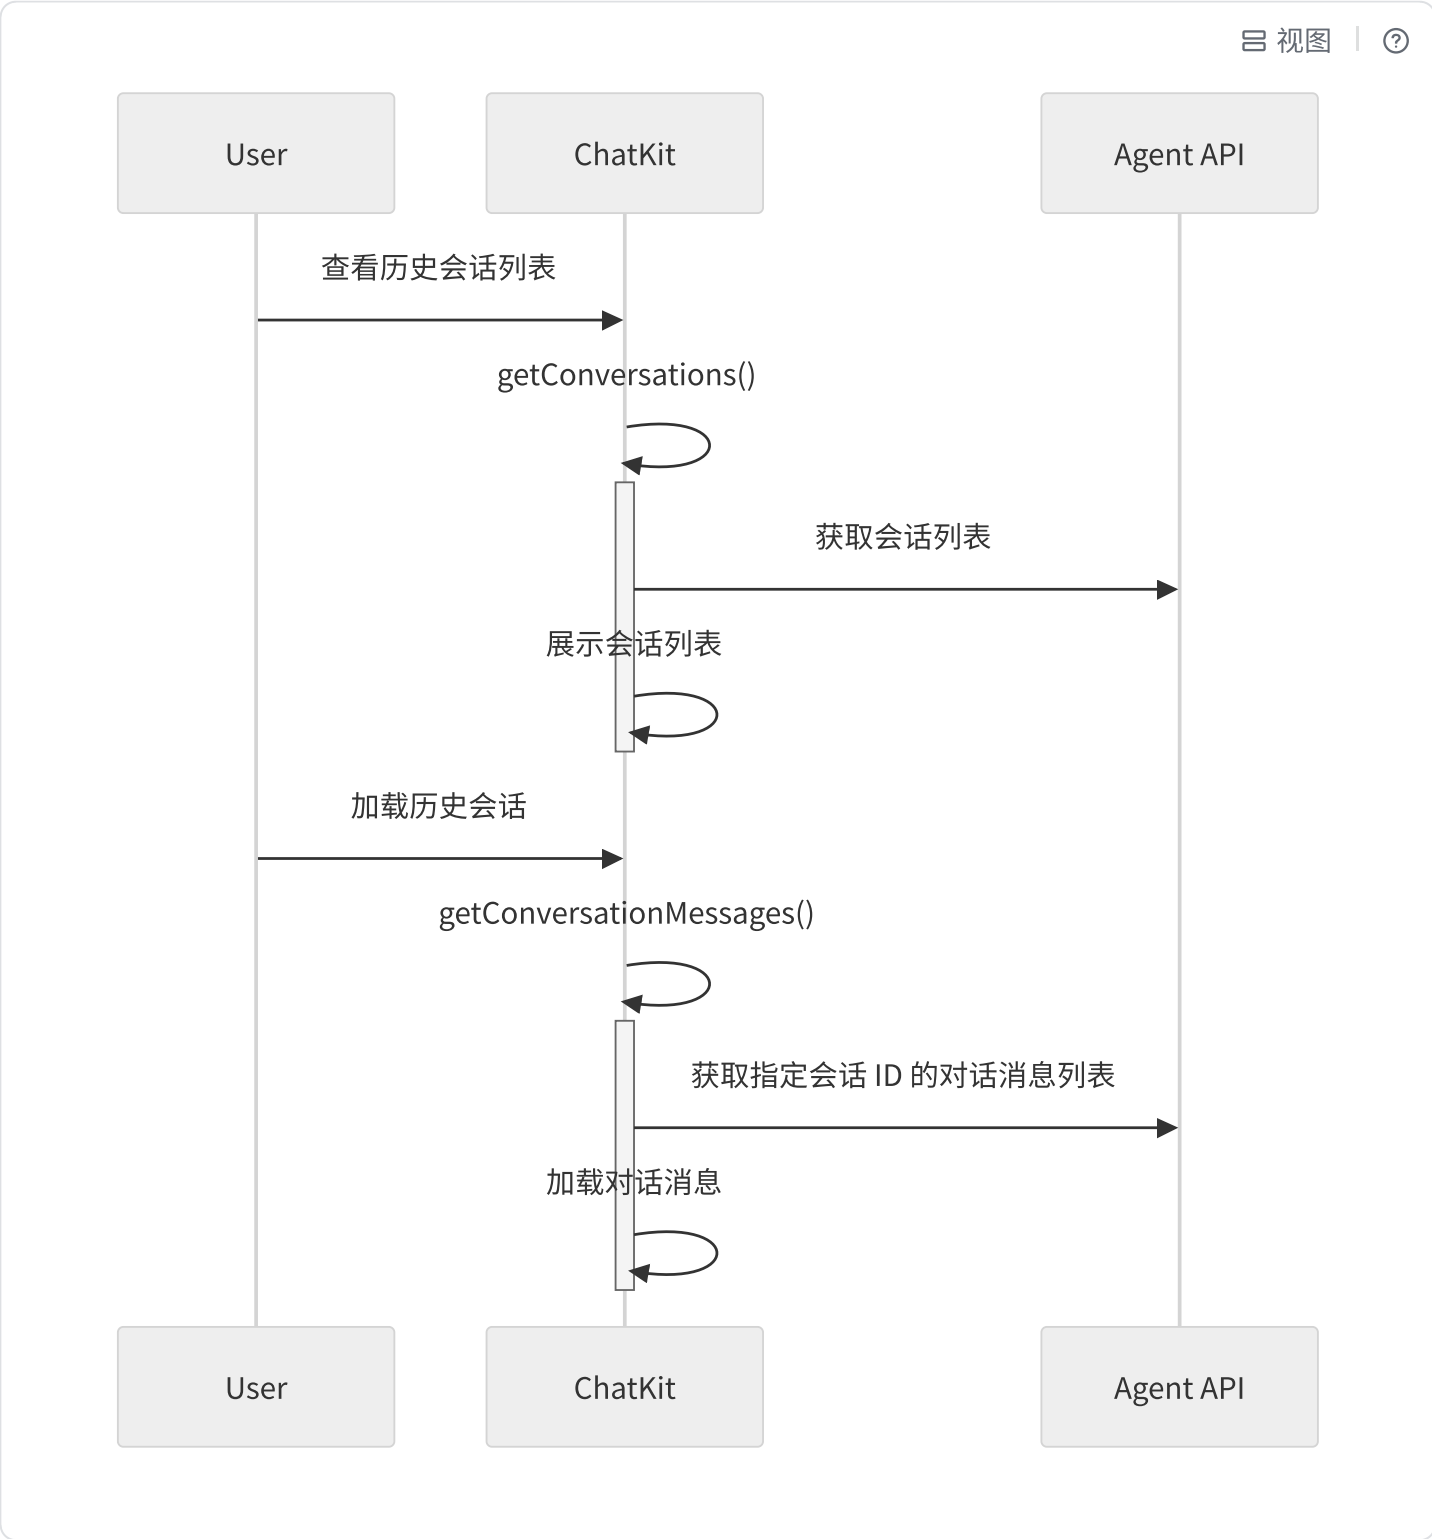 视图
User
ChatKit
Agent API
查看历史会话列表
getConversations()
获取会话列表
展示会话列表
加载历史会话
getConversationMessages()
获取指定会话 ID 的对话消息列表
加载对话消息
User
ChatKit
Agent API